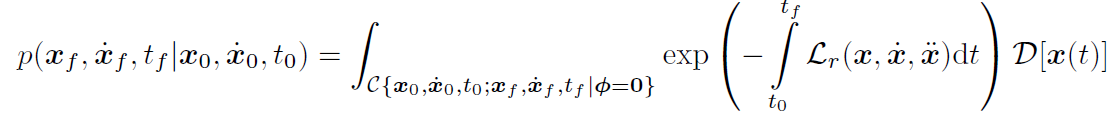 p(𝒙_f, 𝒙̇_f, t_f | 𝒙_0, 𝒙̇_0, t_0) = ∫_{𝒞{𝒙_0, 𝒙̇_0, t_0; 𝒙_f, 𝒙̇_f, t_f | 𝝓=𝟎}} exp ( − ∫_{t_0}^{t_f} 𝓛_r(𝒙, 𝒙̇, 𝒙̈) dt ) 𝓓[𝒙(t)]